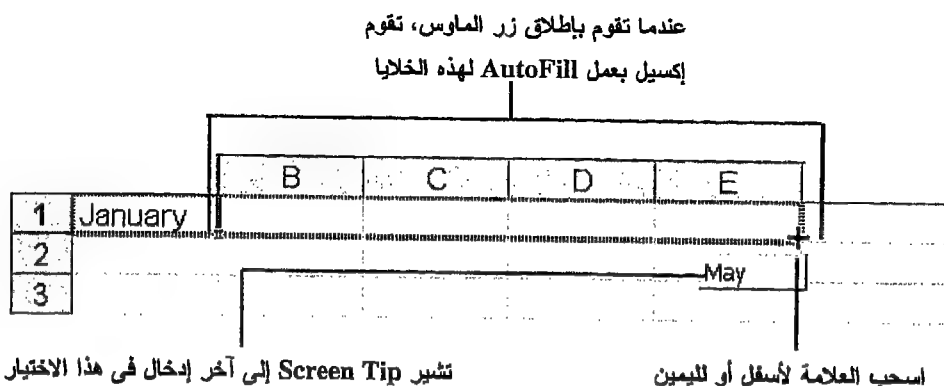 عندما تقوم بإطلاق زر الماوس، تقوم
إكسيل بعمل AutoFill لهذه الخلايا
B C D E
1 January
2
May
3
تشير Screen Tip إلى آخر إدخال في هذا الاختيار
اسحب العلامة لأسفل أو لليمين